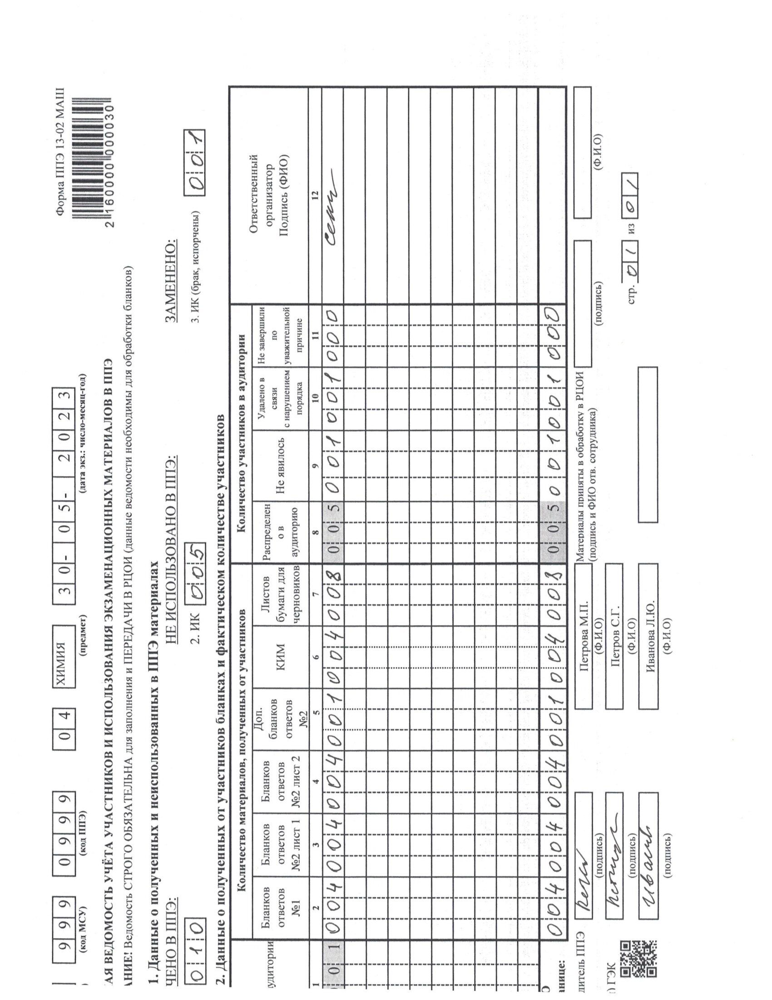 Форма ППЭ 13-02 МАШ
2 160000 000030
9 9 9 0 9 9 9 0 4 ХИМИЯ 3 0 - 0 5 - 2 0 2 3
(код МСУ) (код ППЭ) (предмет) (дата экз.: число-месяц-год)
АЯ ВЕДОМОСТЬ УЧЁТА УЧАСТНИКОВ И ИСПОЛЬЗОВАНИЯ ЭКЗАМЕНАЦИОННЫХ МАТЕРИАЛОВ В ППЭ
АНИЕ! Ведомость СТРОГО ОБЯЗАТЕЛЬНА для заполнения и ПЕРЕДАЧИ В РЦОИ (данные ведомости необходимы для обработки бланков)
1. Данные о полученных и неиспользованных в ППЭ материалах
ЧЕНО В ППЭ: НЕ ИСПОЛЬЗОВАНО В ППЭ: ЗАМЕНЕНО:
0 1 0 2. ИК 0 0 5 3. ИК (брак, испорчены) 0 0 1
2. Данные о полученных от участников бланках и фактическом количестве участников
Количество материалов, полученных от участников Количество участников в аудитории
удитории
Бланков
ответов
№1
Бланков
ответов
№2 лист 1
Бланков
ответов
№2 лист 2
Доп.
бланков
ответов
№2
КИМ
Листов
бумаги для
черновиков
Распределен
о в
аудиторию
Не явилось
Удалено в
связи
с нарушением
порядка
Не завершили
по
уважительной
причине
Ответственный
организатор
Подпись (ФИО)
1 2 3 4 5 6 7 8 9 10 11 12
0 1 0 0 4 0 0 4 0 0 4 0 0 1 0 0 4 0 0 8 0 0 5 0 0 1 0 0 1 0 0 0
анице: 0 0 4 0 0 4 0 0 4 0 0 1 0 0 4 0 0 8 0 0 5 0 0 1 0 0 1 0 0 0
дитель ППЭ Петрова М.П. Материалы приняты в обработку в РЦОИ
(подпись и ФИО отв. сотрудника)
(подпись) (Ф.И.О) (подпись) (Ф.И.О)
) ГЭК Петров С.Г.
(подпись) (Ф.И.О)
стр. 0 1 из 0 1
Иванова Л.Ю.
(подпись) (Ф.И.О)